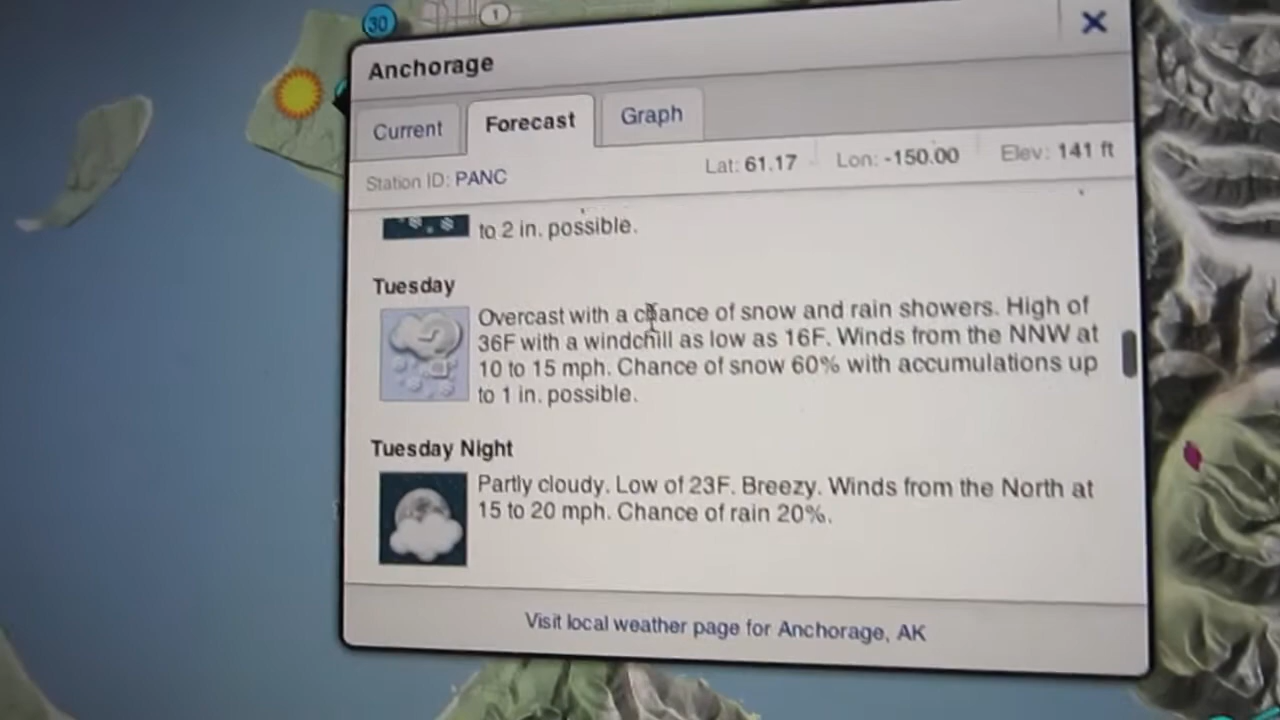 30
1
Anchorage
Current
Forecast
Graph
Station ID: PANC
Lat: 61.17
Lon: -150.00
Elev: 141 ft
to 2 in. possible.
Tuesday
Overcast with a chance of snow and rain showers. High of
36F with a windchill as low as 16F. Winds from the NNW at
10 to 15 mph. Chance of snow 60% with accumulations up
to 1 in. possible.
Tuesday Night
Partly cloudy. Low of 23F. Breezy. Winds from the North at
15 to 20 mph. Chance of rain 20%.
Visit local weather page for Anchorage, AK